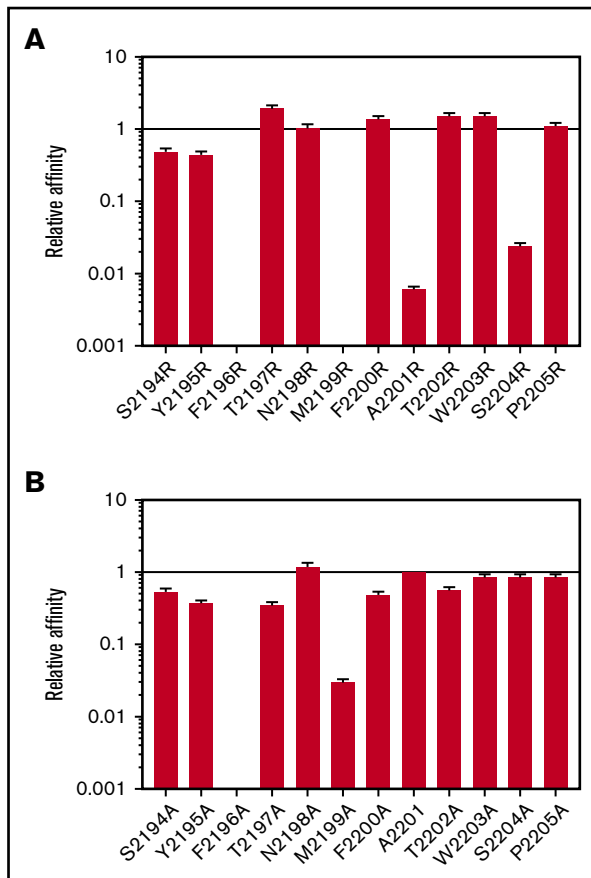 A
Relative affinity
10
1
0.1
0.01
0.001
S2194R
Y2195R
F2196R
T2197R
N2198R
M2199R
F2200R
A2201R
T2202R
W2203R
S2204R
P2205R
B
Relative affinity
10
1
0.1
0.01
0.001
S2194A
Y2195A
F2196A
T2197A
N2198A
M2199A
F2200A
A2201
T2202A
W2203A
S2204A
P2205A